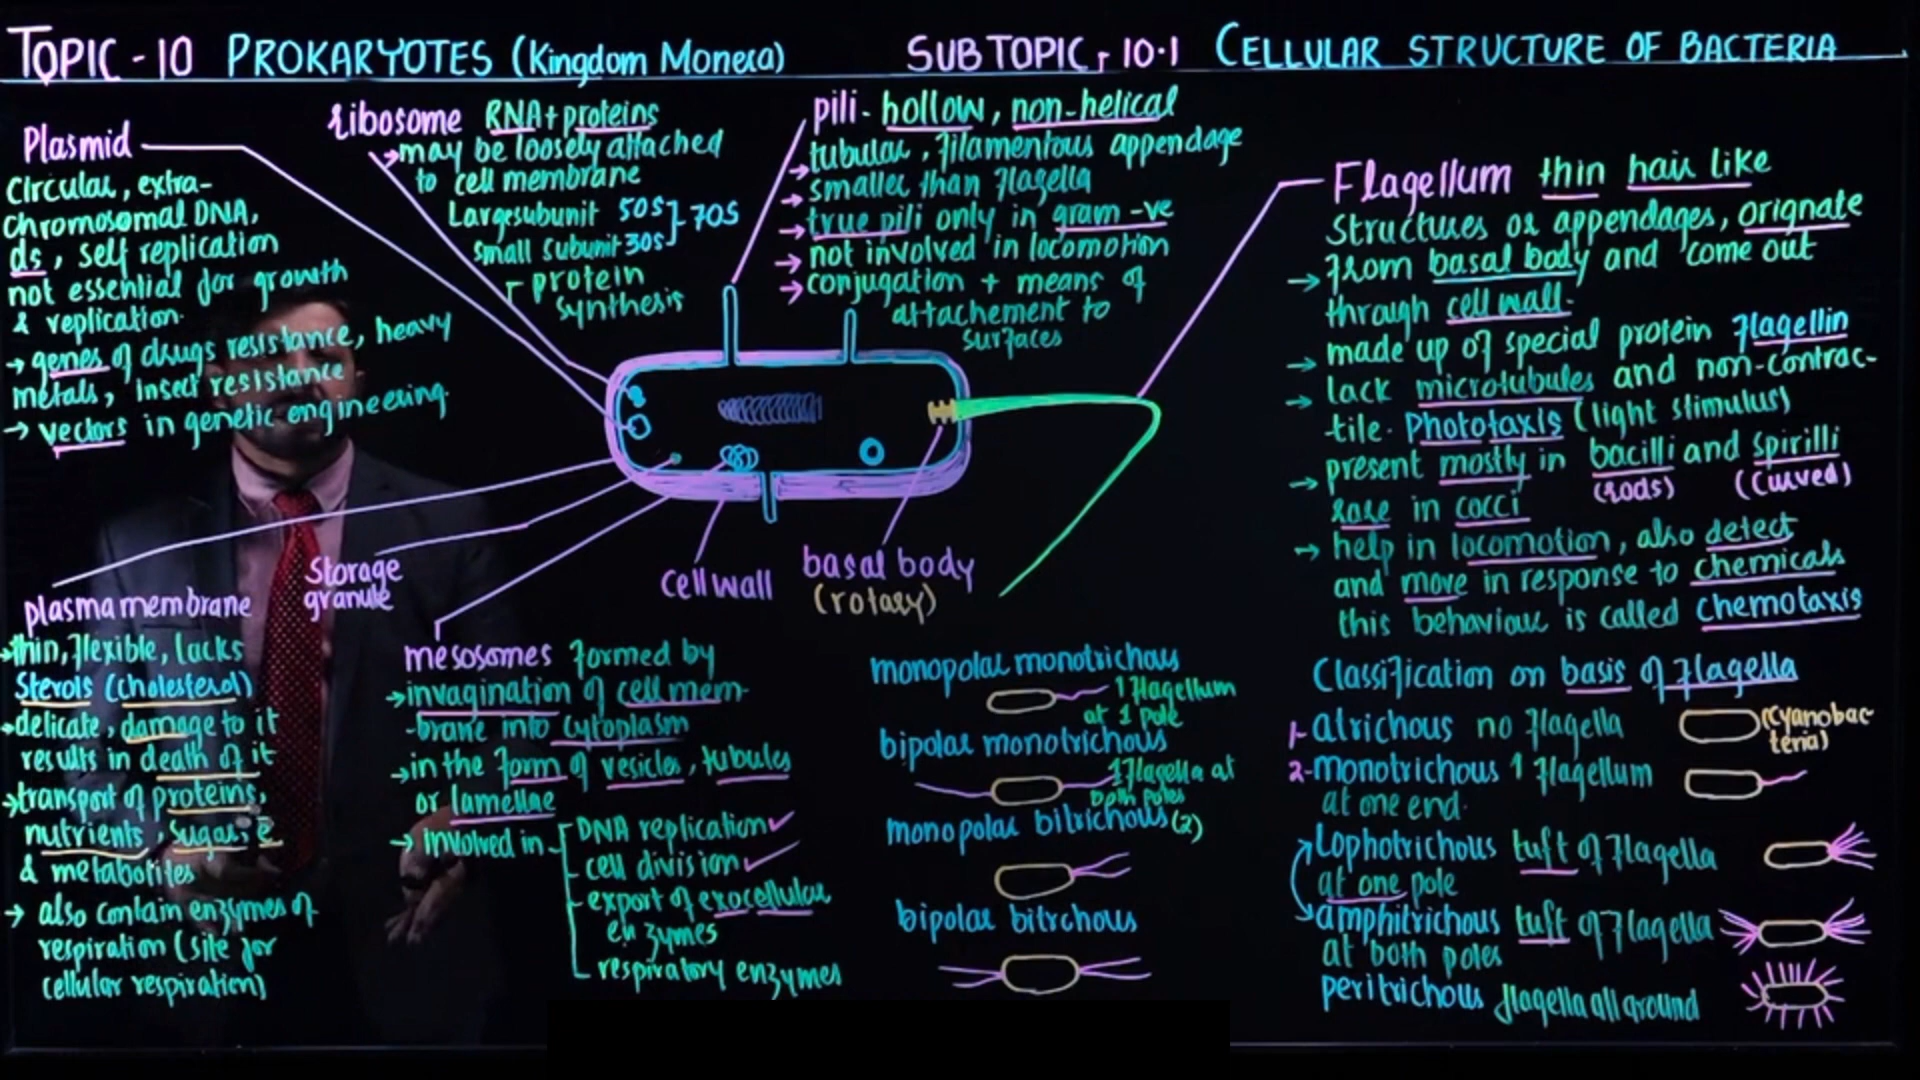 TOPIC - 10 PROKARYOTES (Kingdom Monera)
SUBTOPIC, 10.1 CELLULAR STRUCTURE OF BACTERIA
Plasmid
Circular, extra-
chromosomal DNA,
ds, self replication
not essential for growth
& replication.
→ genes of drugs resistance, heavy
metals, insect resistance
→ vectors in genetic engineering.
ribosome RNA+proteins
→may be loosely attached
to cell membrane
Largesubunit 50S
small subunit 30S
70S
protein
synthesis
pili - hollow, non-helical
→ tubular, filamentous appendage
→ smaller than flagella
→ true pili only in gram -ve
→ not involved in locomotion
→ conjugation + means of
attachement to
surfaces
Flagellum thin hair like
structures or appendages, orignate
→ from basal body and come out
through cell wall.
→ made up of special protein flagellin
→ lack microtubules and non-contrac-
-tile. Phototaxis (light stimulus)
→ present mostly in bacilli and spirilli
(rods) (curved)
rare in cocci
→ help in locomotion, also detect
and move in response to chemicals
this behaviour is called chemotaxis
plasma membrane
→thin, flexible, lacks
sterols (cholesterol)
→delicate, damage to it
results in death of it
→transport of proteins,
nutrients, sugar, e
& metabolites
→ also contain enzymes of
respiration (site for
cellular respiration)
Storage
granule
cell wall
basal body
(rotary)
mesosomes formed by
→invagination of cell mem-
-brane into cytoplasm
→in the form of vesicles, tubules
or lamellae
→ involved in
DNA replication ✓
cell division ✓
export of exocellular
enzymes
respiratory enzymes
monopolar monotrichous
1 flagellum
at 1 pole
bipolar monotrichous
1 flagella at
both poles
monopolar bitrichous (2)
bipolar bitrchous
Classification on basis of flagella
1- atrichous no flagella
(Cyanobac-
teria)
2- monotrichous 1 flagellum
at one end.
Lophotrichous tuft of flagella
at one pole
amphitrichous tuft of flagella
at both poles
peritrichous flagella all around